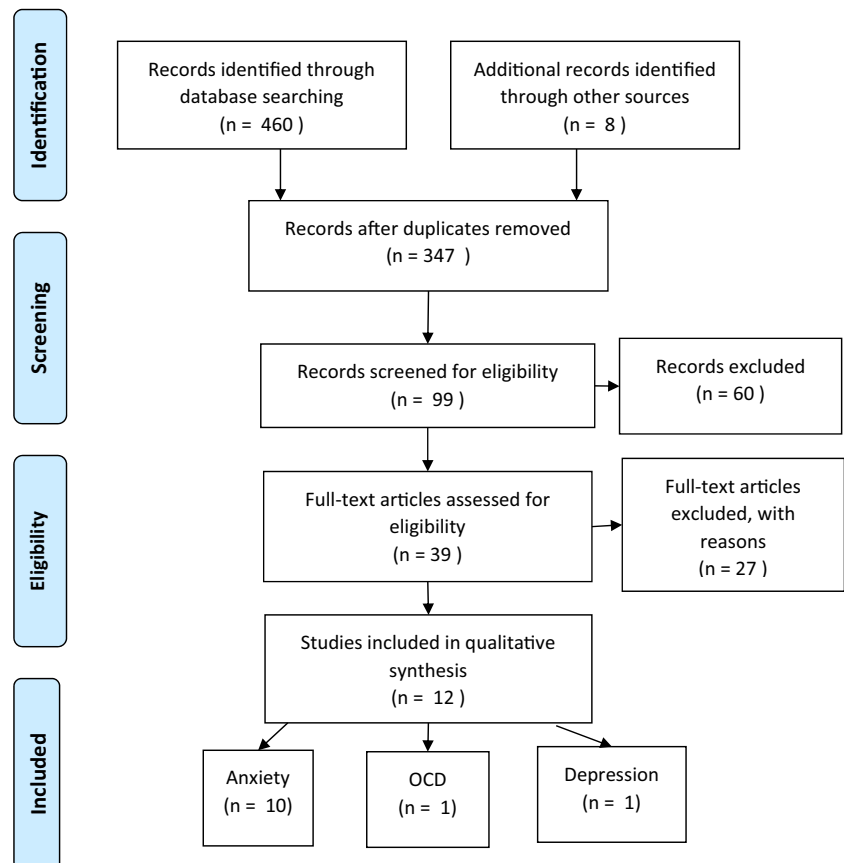 Identification
Records identified through
database searching
(n = 460 )
Additional records identified
through other sources
(n = 8 )
Records after duplicates removed
(n = 347 )
Screening
Records screened for eligibility
(n = 99 )
Records excluded
(n = 60 )
Eligibility
Full-text articles assessed for
eligibility
(n = 39 )
Full-text articles
excluded, with
reasons
(n = 27 )
Studies included in qualitative
synthesis
(n = 12 )
Included
Anxiety
(n = 10)
OCD
(n = 1)
Depression
(n = 1 )